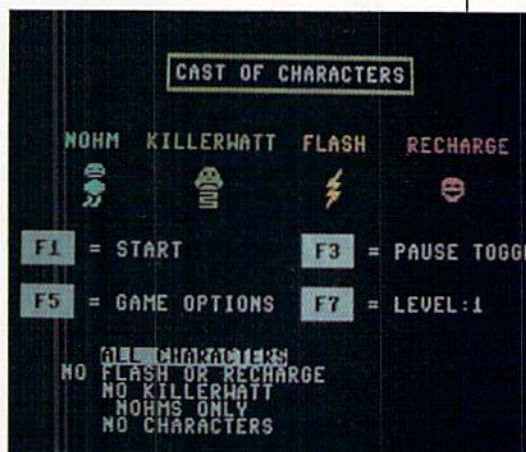 CAST OF CHARACTERS
NOHM KILLERWATT FLASH RECHARGE
F1 = START F3 = PAUSE TOGG
F5 = GAME OPTIONS F7 = LEVEL:1
ALL CHARACTERS
NO FLASH OR RECHARGE
NO KILLERWATT
NOHMS ONLY
NO CHARACTERS